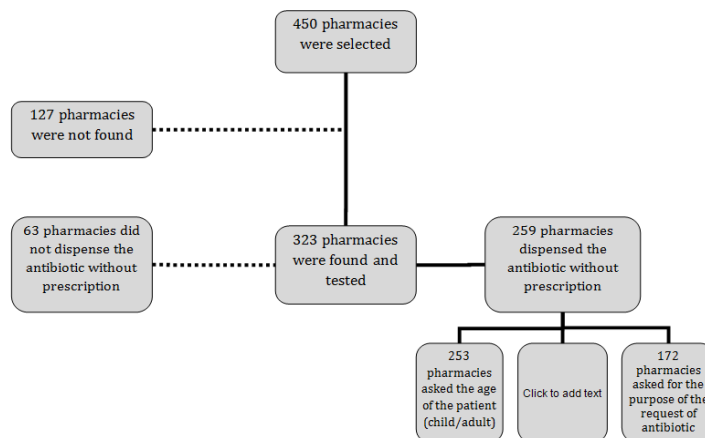 450 pharmacies
were selected
127 pharmacies
were not found
63 pharmacies did
not dispense the
antibiotic without
prescription
323 pharmacies
were found and
tested
259 pharmacies
dispensed the
antibiotic without
prescription
253
pharmacies
asked the age
of the patient
(child/adult)
Click to add text
172
pharmacies
asked for the
purpose of the
request of
antibiotic